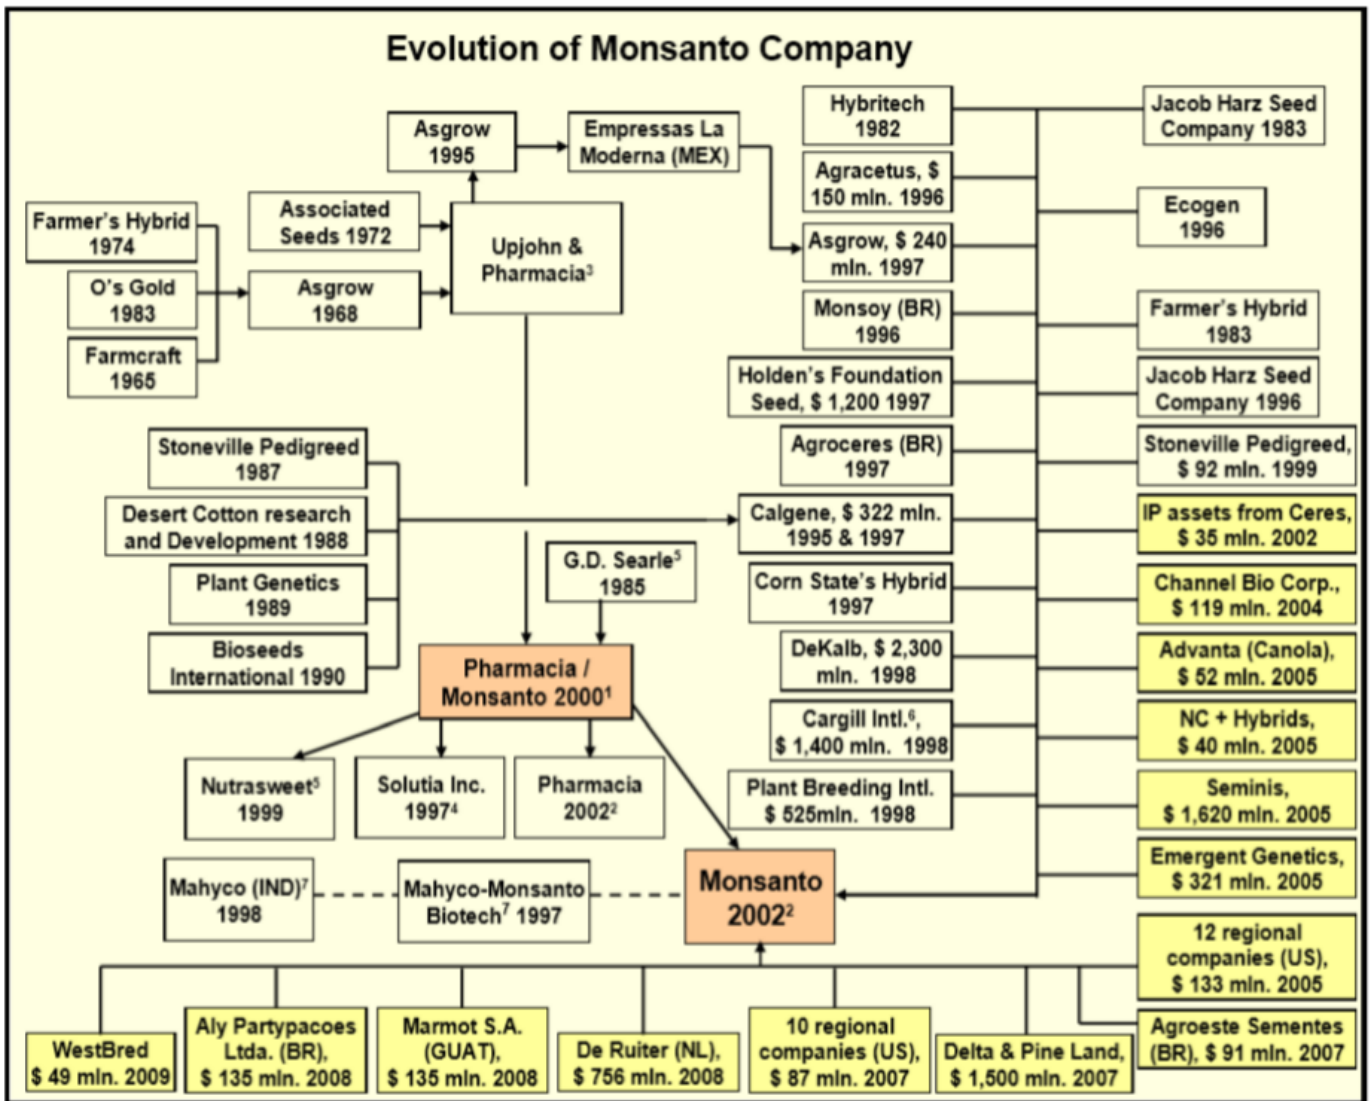 Evolution of Monsanto Company
Asgrow
1995
Empressas La
Moderna (MEX)
Hybritech
1982
Jacob Harz Seed
Company 1983
Agracetus, $
150 mln. 1996
Farmer's Hybrid
1974
Associated
Seeds 1972
Upjohn &
Pharmacia³
Ecogen
1996
Asgrow, $ 240
mln. 1997
O's Gold
1983
Asgrow
1968
Monsoy (BR)
1996
Farmer's Hybrid
1983
Farmcraft
1965
Holden's Foundation
Seed, $ 1,200 1997
Jacob Harz Seed
Company 1996
Stoneville Pedigreed
1987
Agroceres (BR)
1997
Stoneville Pedigreed,
$ 92 mln. 1999
Desert Cotton research
and Development 1988
Calgene, $ 322 mln.
1995 & 1997
IP assets from Ceres,
$ 35 mln. 2002
Plant Genetics
1989
G.D. Searle⁵
1985
Corn State's Hybrid
1997
Channel Bio Corp.,
$ 119 mln. 2004
Bioseeds
International 1990
Pharmacia /
Monsanto 2000¹
DeKalb, $ 2,300
mln. 1998
Advanta (Canola),
$ 52 mln. 2005
Cargill Intl.⁶,
$ 1,400 mln. 1998
NC + Hybrids,
$ 40 mln. 2005
Nutrasweet⁵
1999
Solutia Inc.
1997⁴
Pharmacia
2002²
Plant Breeding Intl.
$ 525mln. 1998
Seminis,
$ 1,620 mln. 2005
Mahyco (IND)⁷
1998
Mahyco-Monsanto
Biotech⁷ 1997
Monsanto
2002²
Emergent Genetics,
$ 321 mln. 2005
12 regional
companies (US),
$ 133 mln. 2005
WestBred
$ 49 mln. 2009
Aly Partypacoes
Ltda. (BR),
$ 135 mln. 2008
Marmot S.A.
(GUAT),
$ 135 mln. 2008
De Ruiter (NL),
$ 756 mln. 2008
10 regional
companies (US),
$ 87 mln. 2007
Delta & Pine Land,
$ 1,500 mln. 2007
Agroeste Sementes
(BR), $ 91 mln. 2007